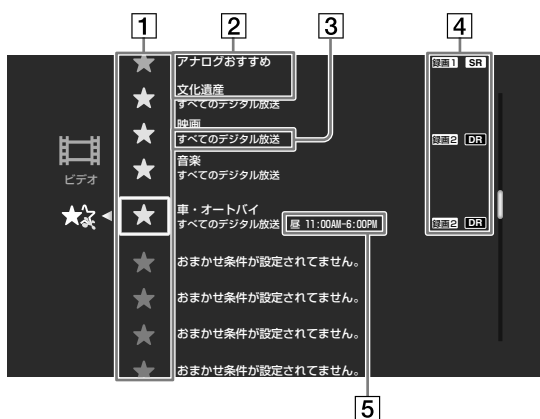 1 2 3 4
アナログおすすめ 録画1 SR
文化遺産
すべてのデジタル放送
映画
すべてのデジタル放送 録画2 DR
音楽
すべてのデジタル放送
ビデオ
車・オートバイ
すべてのデジタル放送 昼 11:00AM-6:00PM 録画2 DR
おまかせ条件が設定されてません。
おまかせ条件が設定されてません。
おまかせ条件が設定されてません。
おまかせ条件が設定されてません。
5